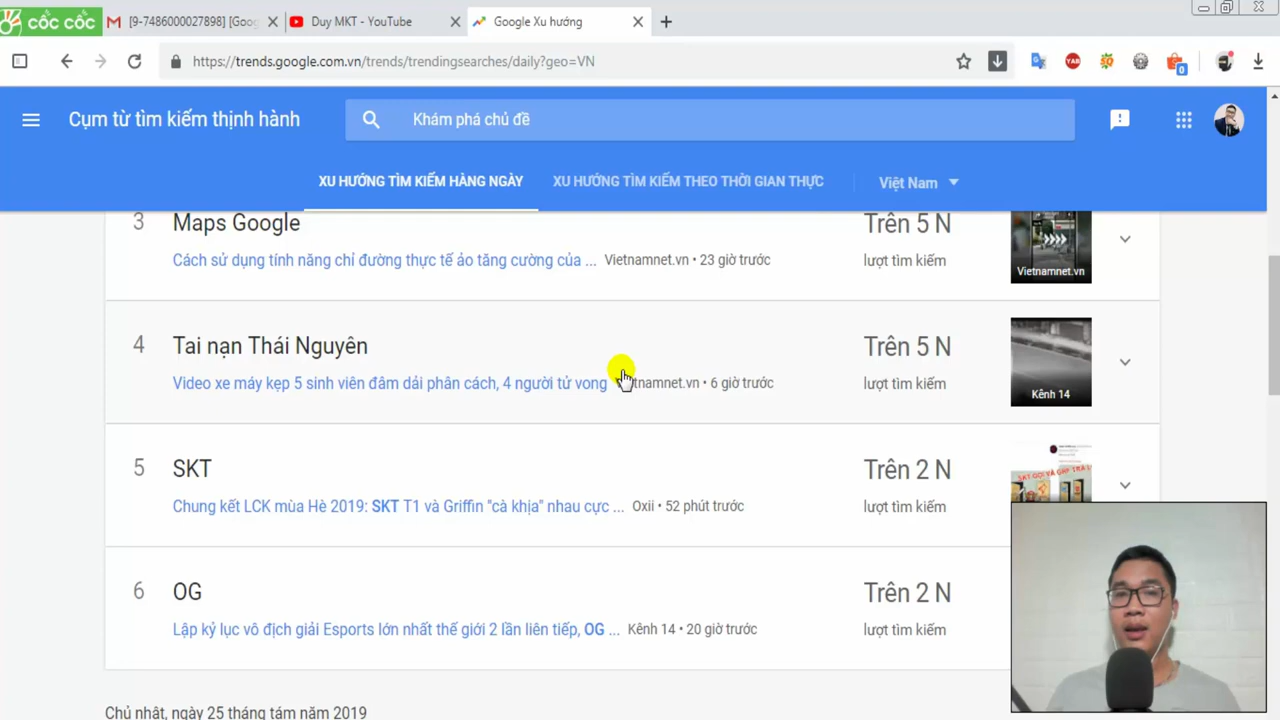 cốc cốc
[9-7486000027898] [Goog
Duy MKT - YouTube
Google Xu hướng
https://trends.google.com.vn/trends/trendingsearches/daily?geo=VN
YAB
0
Cụm từ tìm kiếm thịnh hành
Khám phá chủ đề
XU HƯỚNG TÌM KIẾM HÀNG NGÀY
XU HƯỚNG TÌM KIẾM THEO THỜI GIAN THỰC
Việt Nam
3 Maps Google
Trên 5 N
Cách sử dụng tính năng chỉ đường thực tế ảo tăng cường của ... Vietnamnet.vn • 23 giờ trước
lượt tìm kiếm
Vietnamnet.vn
4 Tai nạn Thái Nguyên
Trên 5 N
Video xe máy kẹp 5 sinh viên đâm dải phân cách, 4 người tử vong tnamnet.vn • 6 giờ trước
lượt tìm kiếm
Kênh 14
5 SKT
Trên 2 N
Chung kết LCK mùa Hè 2019: SKT T1 và Griffin "cà khịa" nhau cực ... Oxii • 52 phút trước
lượt tìm kiếm
6 OG
Trên 2 N
Lập kỷ lục vô địch giải Esports lớn nhất thế giới 2 lần liên tiếp, OG ... Kênh 14 • 20 giờ trước
lượt tìm kiếm
Chủ nhật, ngày 25 tháng tám năm 2019